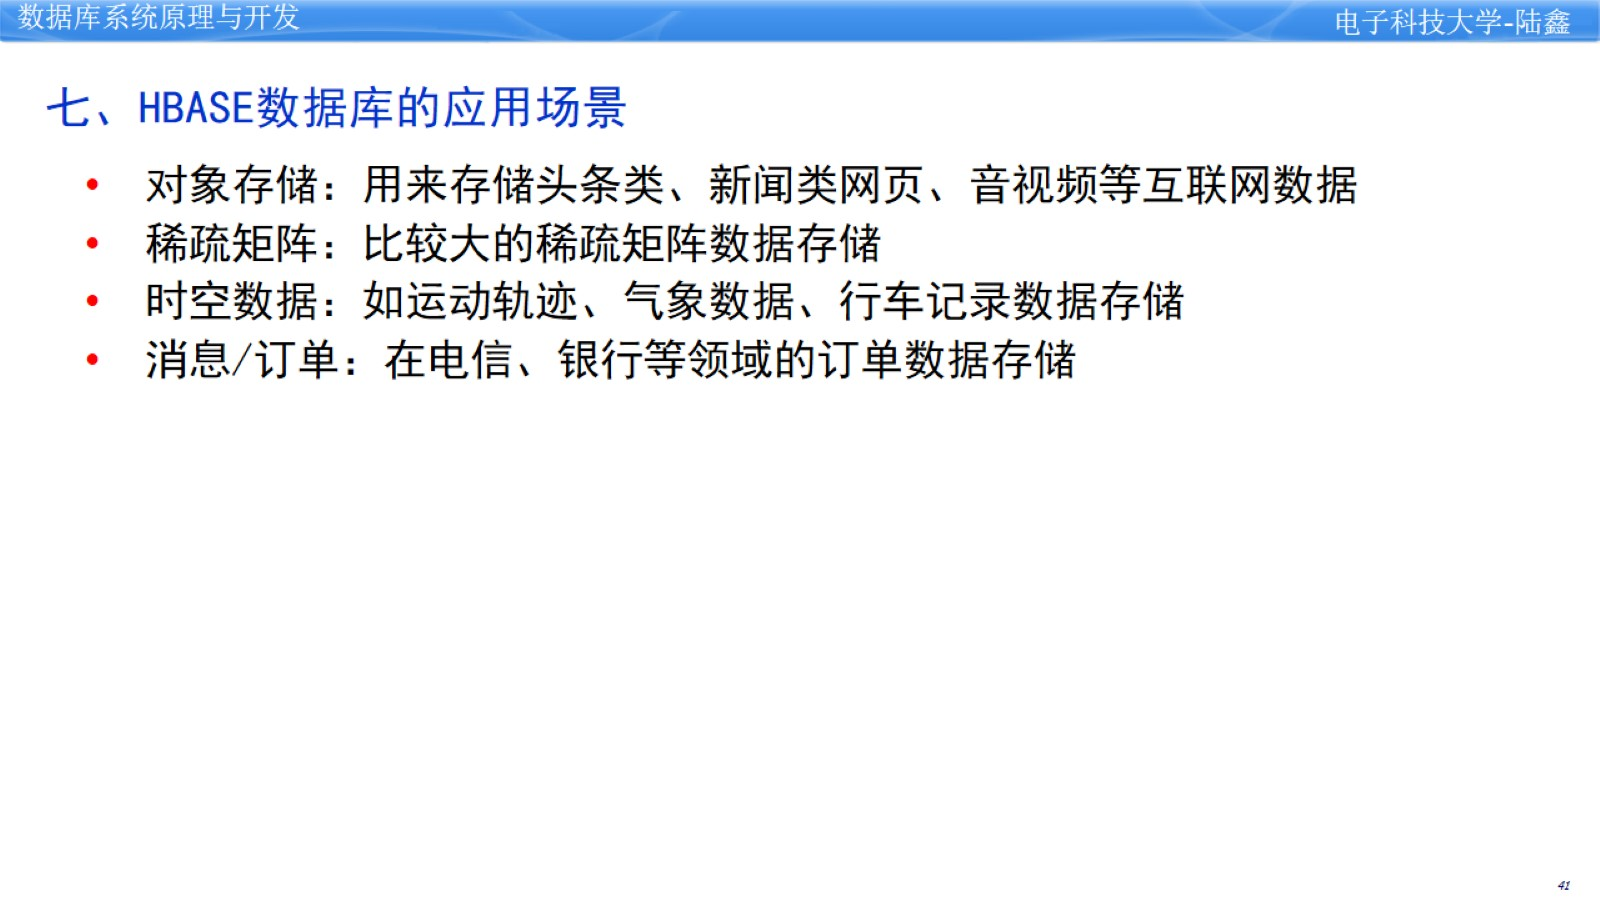 数据库系统原理与开发
电子科技大学-陆鑫
七、HBASE数据库的应用场景
• 对象存储：用来存储头条类、新闻类网页、音视频等互联网数据
• 稀疏矩阵：比较大的稀疏矩阵数据存储
• 时空数据：如运动轨迹、气象数据、行车记录数据存储
• 消息/订单：在电信、银行等领域的订单数据存储
41